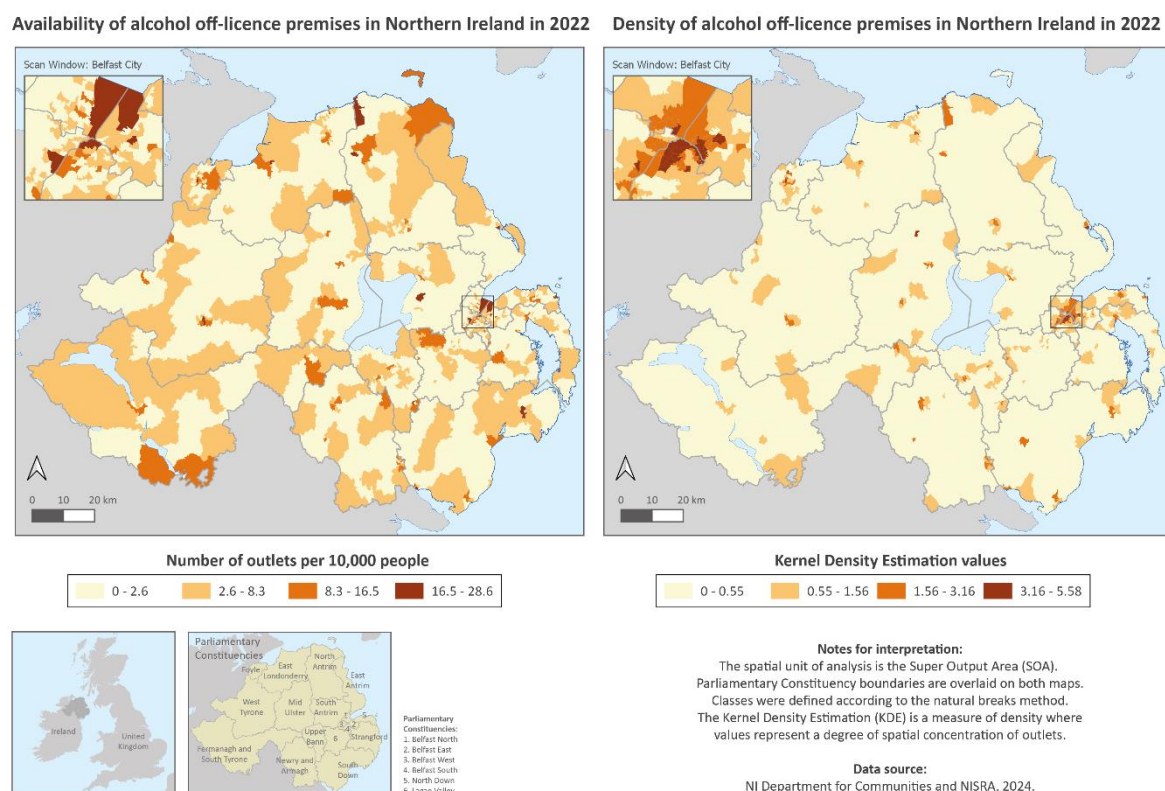 Availability of alcohol off-licence premises in Northern Ireland in 2022
Scan Window: Belfast City
0 10 20 km
Number of outlets per 10,000 people
0 - 2.6
2.6 - 8.3
8.3 - 16.5
16.5 - 28.6
Density of alcohol off-licence premises in Northern Ireland in 2022
Scan Window: Belfast City
0 10 20 km
Kernel Density Estimation values
0 - 0.55
0.55 - 1.56
1.56 - 3.16
3.16 - 5.58
Ireland
United
Kingdom
Parliamentary
Constituencies
Foyle
East
Londonderry
North
Antrim
East
Antrim
West
Tyrone
Mid
Ulster
South
Antrim
Fermanagh and
South Tyrone
Upper
Bann
Newry and
Armagh
South
Down
Strangford
1
2
3
4
5
6
Parliamentary
Constituencies:
1. Belfast North
2. Belfast East
3. Belfast West
4. Belfast South
5. North Down
6. Lagan Valley
Notes for interpretation:
The spatial unit of analysis is the Super Output Area (SOA).
Parliamentary Constituency boundaries are overlaid on both maps.
Classes were defined according to the natural breaks method.
The Kernel Density Estimation (KDE) is a measure of density where
values represent a degree of spatial concentration of outlets.
Data source:
NI Department for Communities and NISRA, 2024.